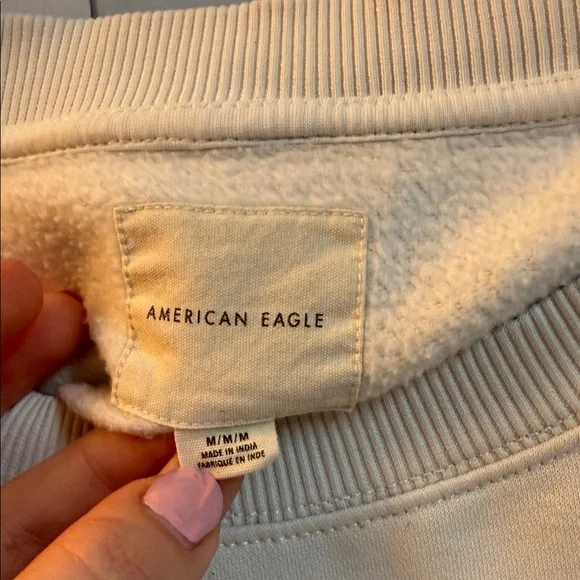 AMERICAN EAGLE
M/M/M
MADE IN INDIA
FABRIQUÉ EN INDE